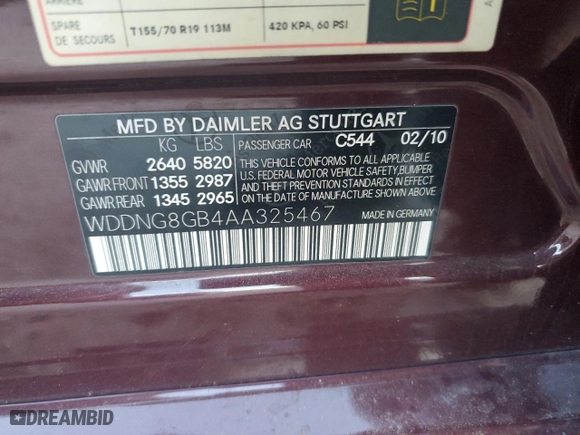 ARRIÈRE
SPARE
DE SECOURS
T155/70 R19 113M
420 KPA, 60 PSI
A
MFD BY DAIMLER AG STUTTGART
KG LBS PASSENGER CAR C544 02/10
GVWR 2640 5820
GAWR FRONT 1355 2987
GAWR REAR 1345 2965
THIS VEHICLE CONFORMS TO ALL APPLICABLE
U.S. FEDERAL MOTOR VEHICLE SAFETY, BUMPER
AND THEFT PREVENTION STANDARDS IN EFFECT
ON THE DATE OF MANUFACTURE SHOWN ABOVE
WDDNG8GB4AA325467
DREAMBID